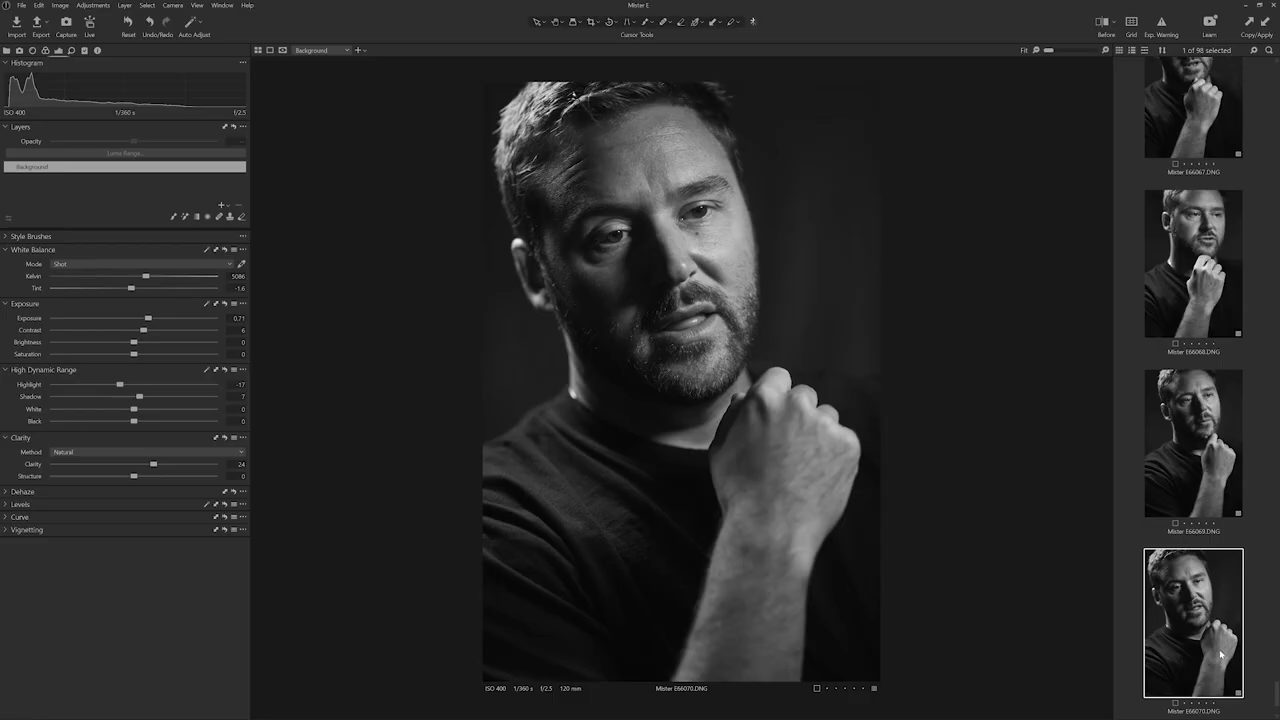 Mister E
File Edit Image Adjustments Layer Select Camera View Window Help
Import Export Capture Live Reset Undo/Redo Auto Adjust Cursor Tools Before Grid Exp. Warning Learn Copy/Apply
Background Fit 1 of 98 selected
Histogram
ISO 400 1/360 s f/2.5
Layers
Opacity
Luma Range...
Background
Style Brushes
White Balance
Mode Shot
Kelvin 5086
Tint -1.6
Exposure
Exposure 0.71
Contrast 6
Brightness 0
Saturation 0
High Dynamic Range
Highlight -17
Shadow 7
White 0
Black 0
Clarity
Method Natural
Clarity 24
Structure 0
Dehaze
Levels
Curve
Vignetting
ISO 400 1/360 s f/2.5 120 mm Mister E66070.DNG
Mister E66067.DNG
Mister E66068.DNG
Mister E66069.DNG
Mister E66070.DNG